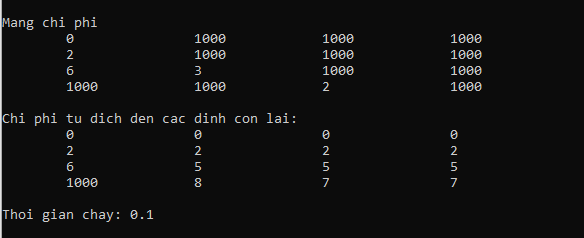 Mang chi phi
0 1000 1000 1000
2 1000 1000 1000
6 3 1000 1000
1000 1000 2 1000
Chi phi tu dich den cac dinh con lai:
0 0 0 0
2 2 2 2
6 5 5 5
1000 8 7 7
Thoi gian chay: 0.1